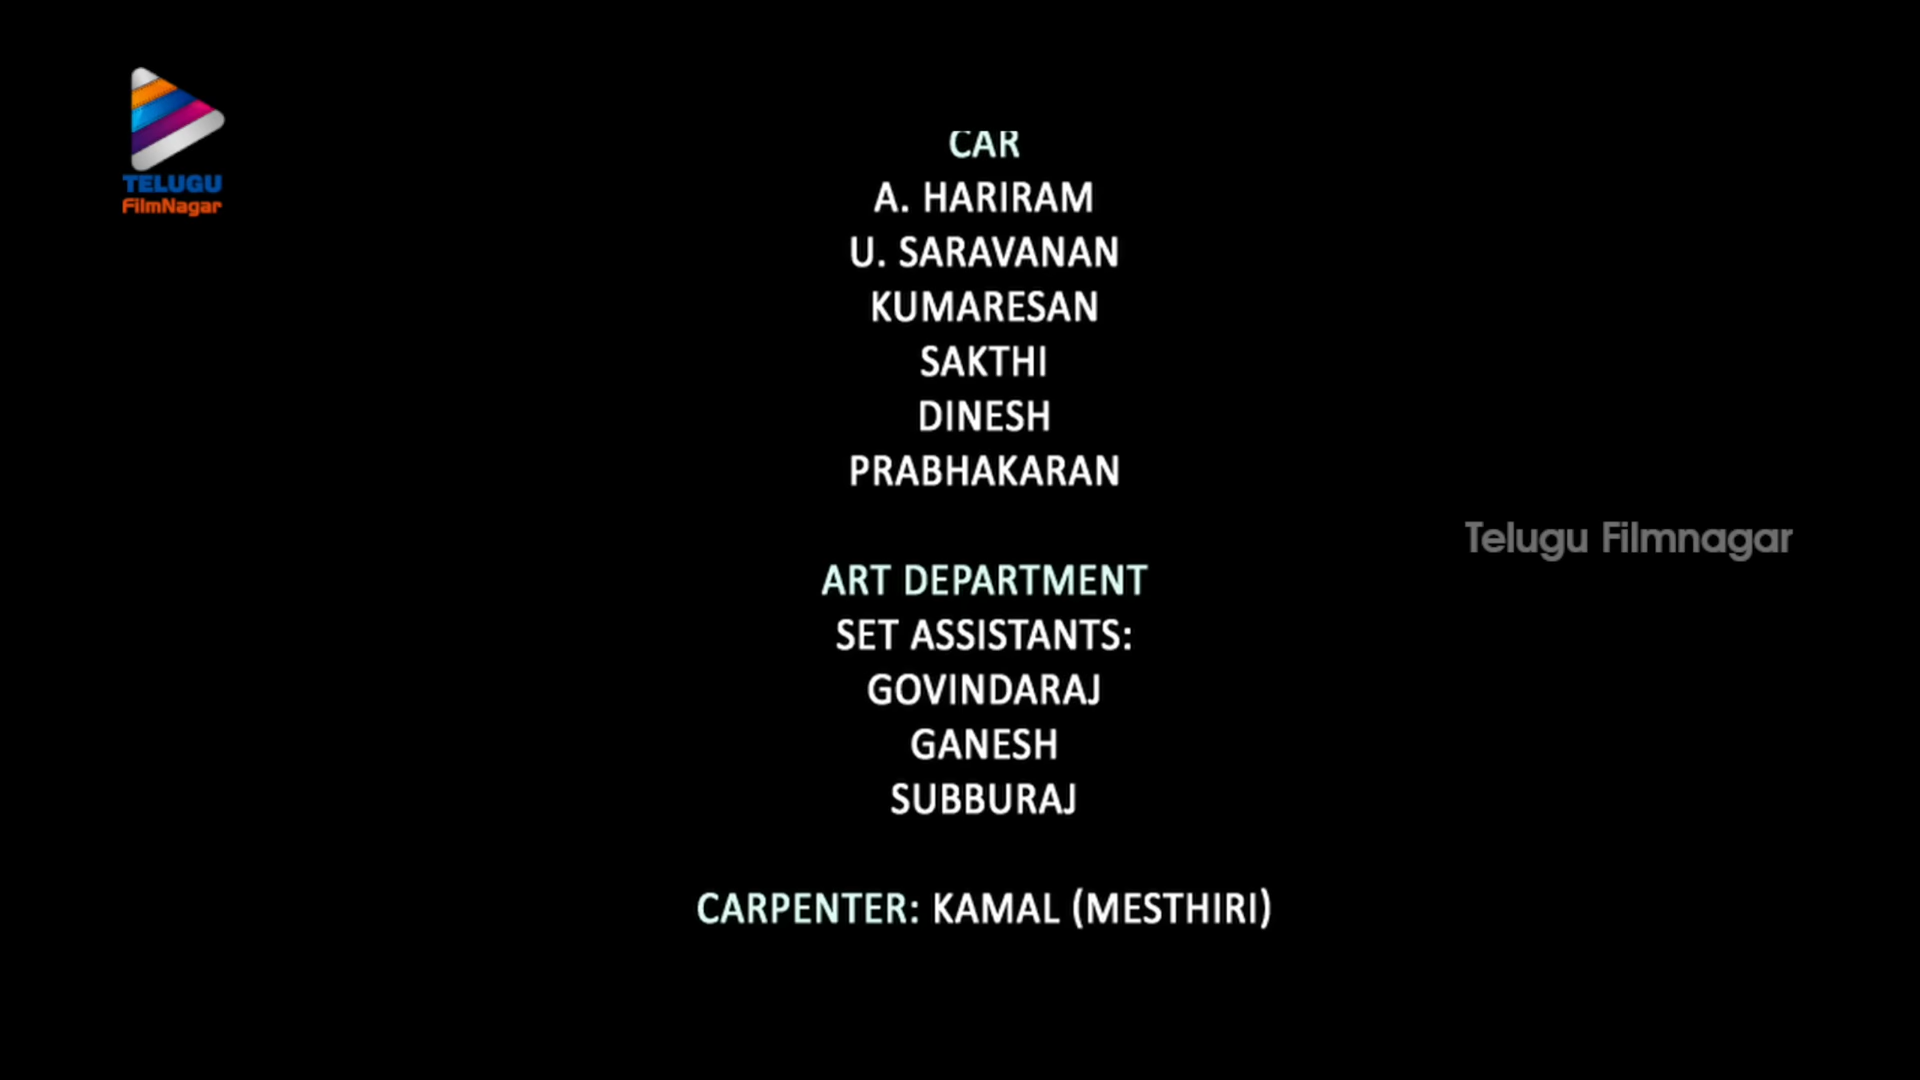 TELUGU
FilmNagar
CAR
A. HARIRAM
U. SARAVANAN
KUMARESAN
SAKTHI
DINESH
PRABHAKARAN
Telugu Filmnagar
ART DEPARTMENT
SET ASSISTANTS:
GOVINDARAJ
GANESH
SUBBURAJ
CARPENTER: KAMAL (MESTHIRI)